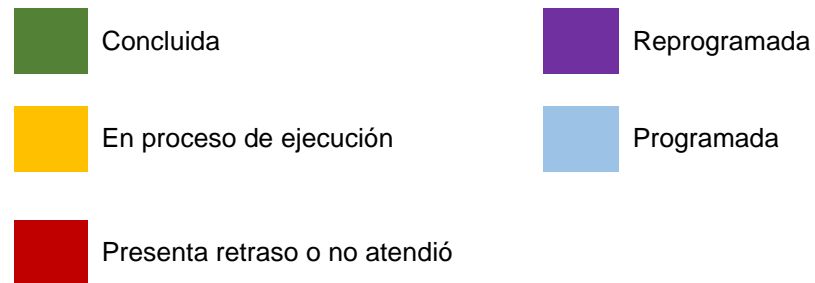 Concluida
Reprogramada
En proceso de ejecución
Programada
Presenta retraso o no atendió